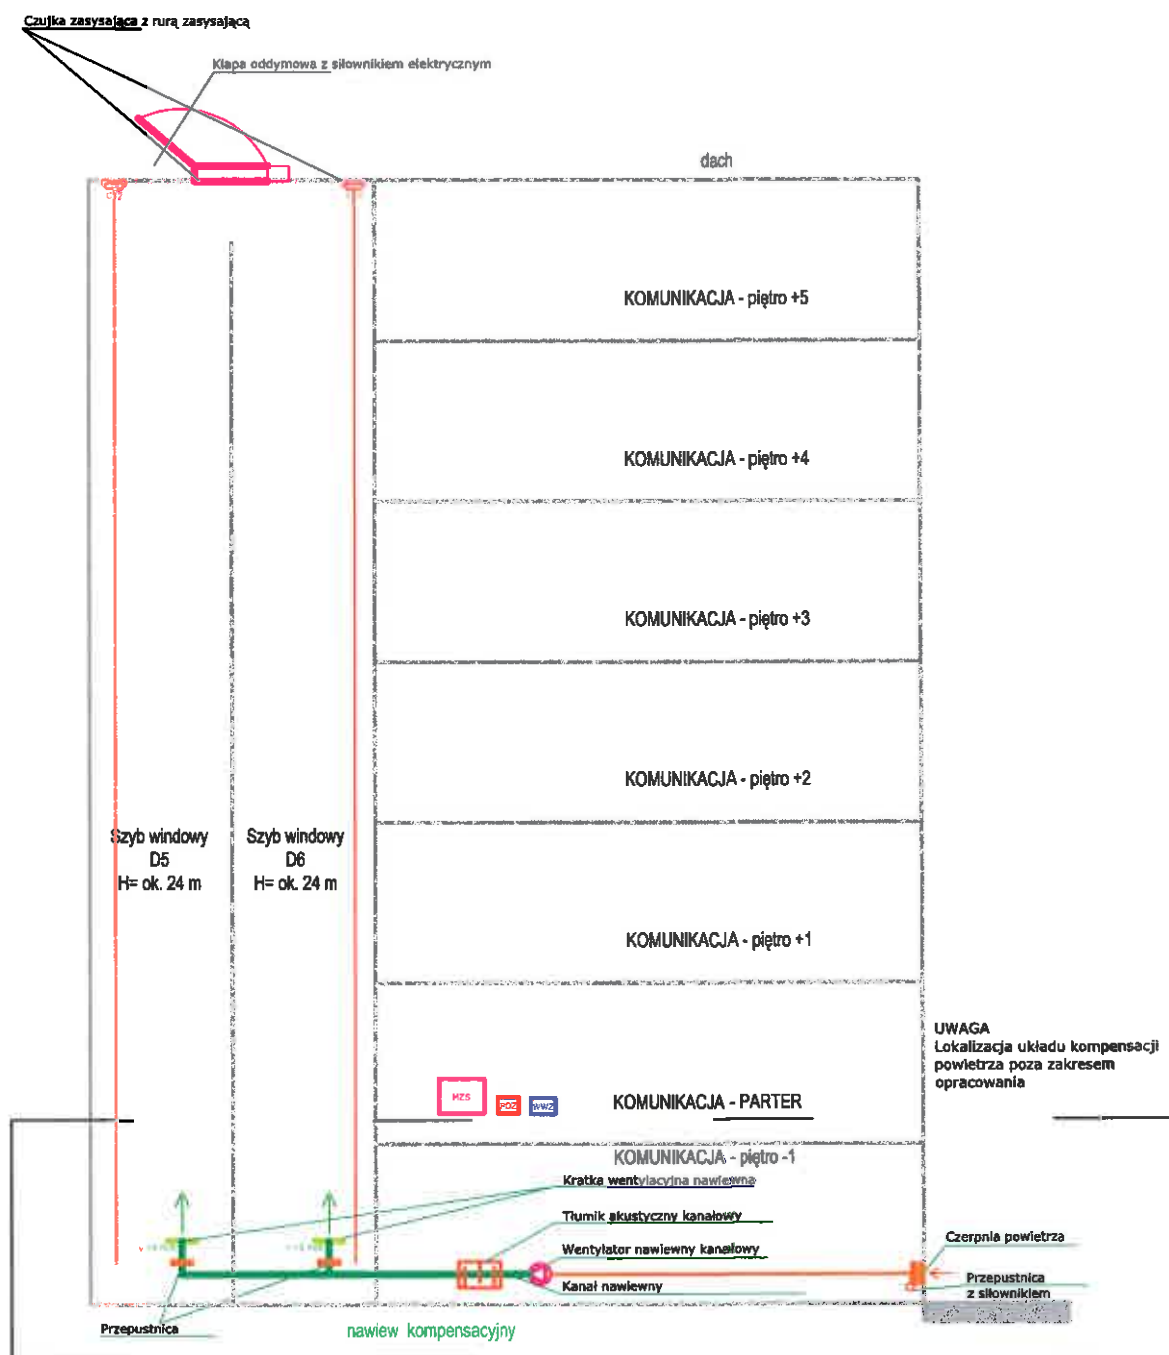 Czujka zasysająca z rurą zasysającą
Klapa oddymowa z siłownikiem elektrycznym
dach
KOMUNIKACJA - piętro +5
KOMUNIKACJA - piętro +4
KOMUNIKACJA - piętro +3
KOMUNIKACJA - piętro +2
Szyb windowy
D5
H= ok. 24 m
Szyb windowy
D6
H= ok. 24 m
KOMUNIKACJA - piętro +1
UWAGA
Lokalizacja układu kompensacji
powietrza poza zakresem
opracowania
MZS
POZ
WWZ
KOMUNIKACJA - PARTER
KOMUNIKACJA - piętro -1
Kratka wentylacyjna nawiewna
Tłumik akustyczny kanałowy
Wentylator nawiewny kanałowy
Kanał nawiewny
Czerpnia powietrza
Przepustnica
z siłownikiem
Przepustnica
nawiew kompensacyjny